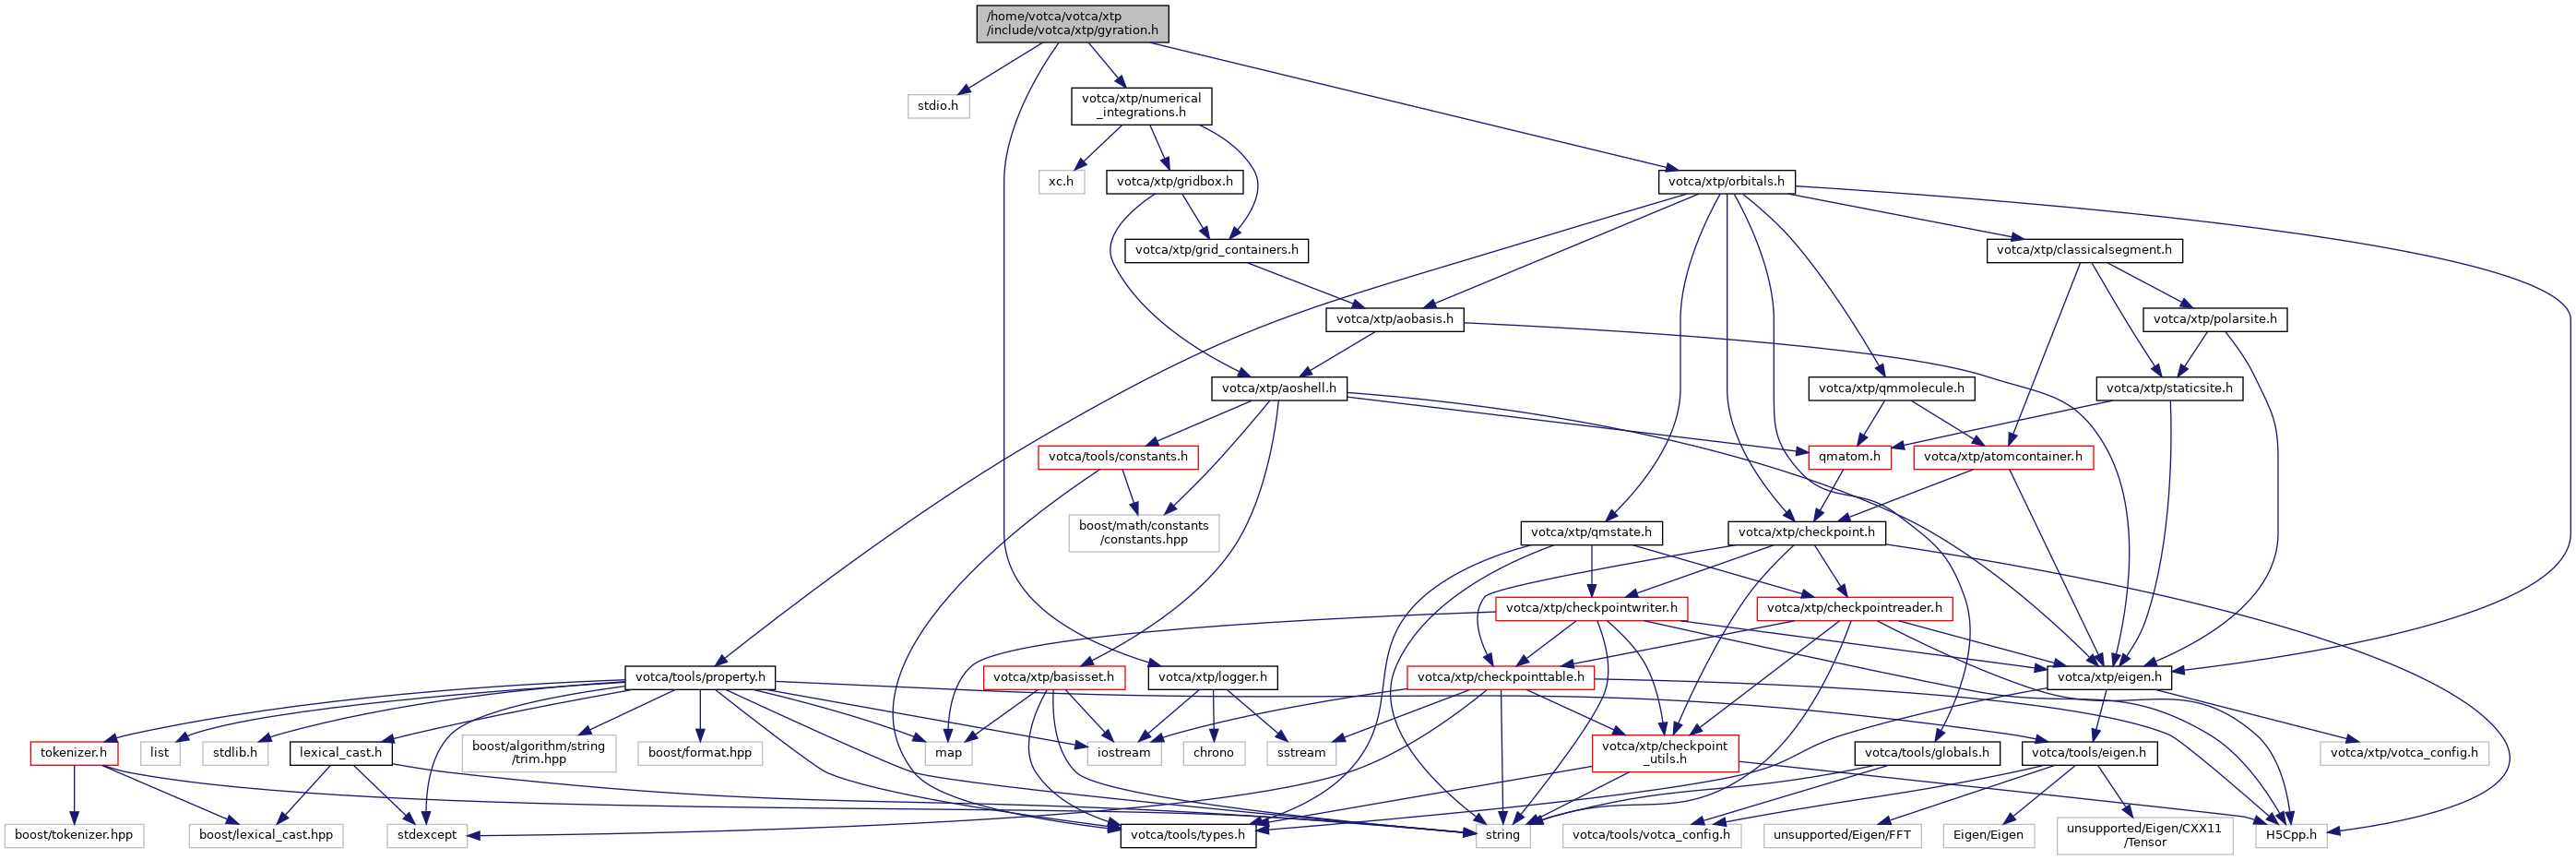 /home/votca/votca/xtp
/include/votca/xtp/gyration.h
stdio.h
votca/xtp/numerical
_integrations.h
xc.h
votca/xtp/gridbox.h
votca/xtp/orbitals.h
votca/xtp/grid_containers.h
votca/xtp/classicalsegment.h
votca/xtp/aobasis.h
votca/xtp/polarsite.h
votca/xtp/aoshell.h
votca/xtp/qmmolecule.h
votca/xtp/staticsite.h
votca/tools/constants.h
qmatom.h
votca/xtp/atomcontainer.h
boost/math/constants
/constants.hpp
votca/xtp/qmstate.h
votca/xtp/checkpoint.h
votca/xtp/checkpointwriter.h
votca/xtp/checkpointreader.h
votca/tools/property.h
votca/xtp/basisset.h
votca/xtp/logger.h
votca/xtp/checkpointtable.h
votca/xtp/eigen.h
tokenizer.h
list
stdlib.h
lexical_cast.h
boost/algorithm/string
/trim.hpp
boost/format.hpp
map
iostream
chrono
sstream
votca/xtp/checkpoint
_utils.h
votca/tools/globals.h
votca/tools/eigen.h
votca/xtp/votca_config.h
boost/tokenizer.hpp
boost/lexical_cast.hpp
stdexcept
votca/tools/types.h
string
votca/tools/votca_config.h
unsupported/Eigen/FFT
Eigen/Eigen
unsupported/Eigen/CXX11
/Tensor
H5Cpp.h